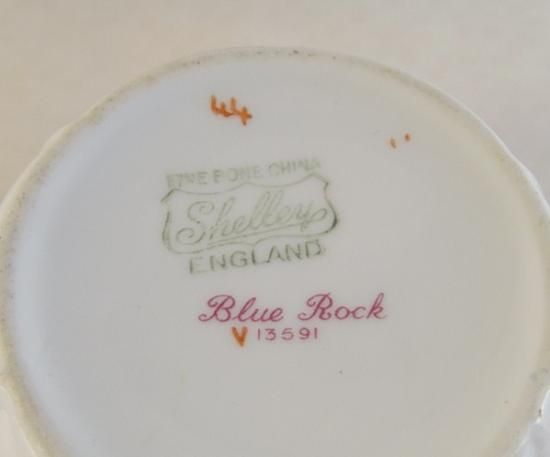 44
FINE BONE CHINA
Shelley
ENGLAND
Blue Rock
V 13591